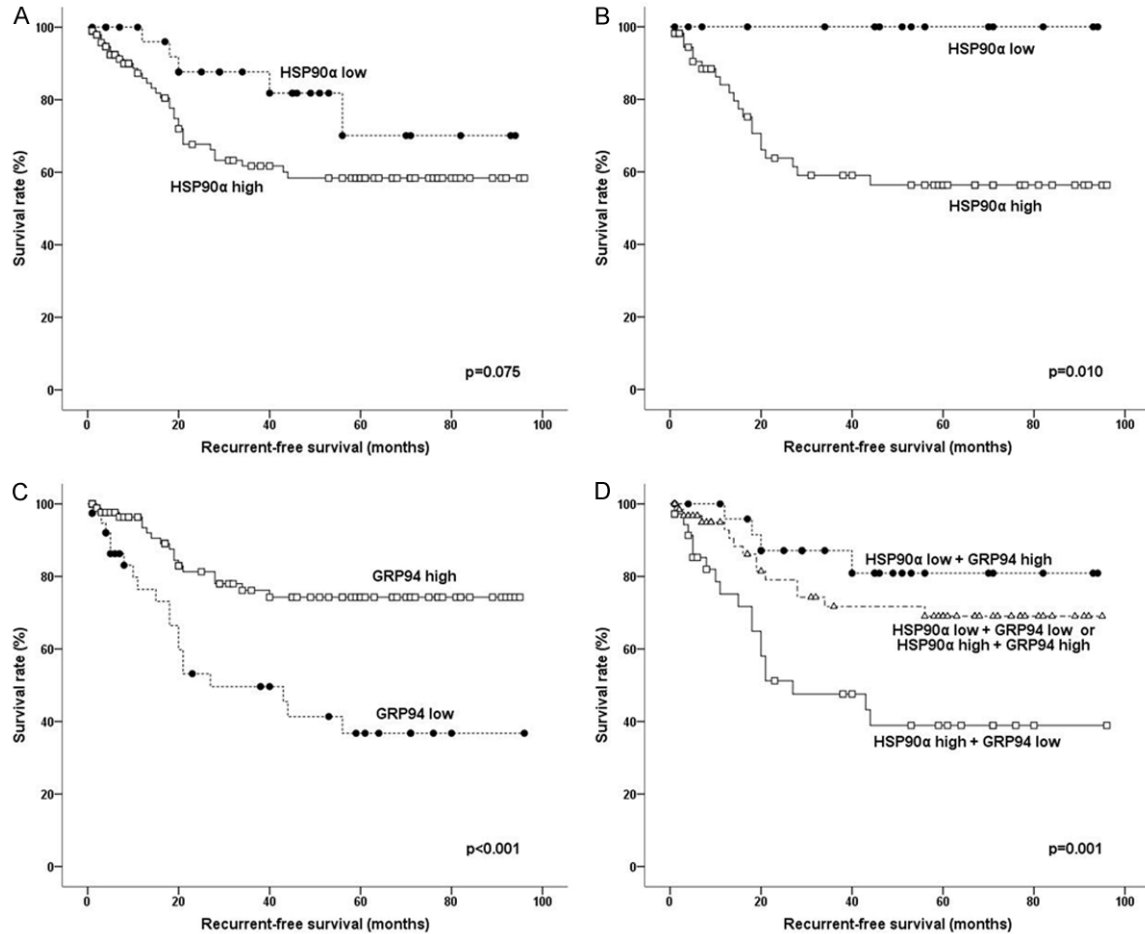 A
Survival rate (%)
100
80
60
40
20
0
HSP90α low
HSP90α high
p=0.075
0 20 40 60 80 100
Recurrent-free survival (months)
B
Survival rate (%)
100
80
60
40
20
0
HSP90α low
HSP90α high
p=0.010
0 20 40 60 80 100
Recurrent-free survival (months)
C
Survival rate (%)
100
80
60
40
20
0
GRP94 high
GRP94 low
p<0.001
0 20 40 60 80 100
Recurrent-free survival (months)
D
Survival rate (%)
100
80
60
40
20
0
HSP90α low + GRP94 high
HSP90α low + GRP94 low or
HSP90α high + GRP94 high
HSP90α high + GRP94 low
p=0.001
0 20 40 60 80 100
Recurrent-free survival (months)